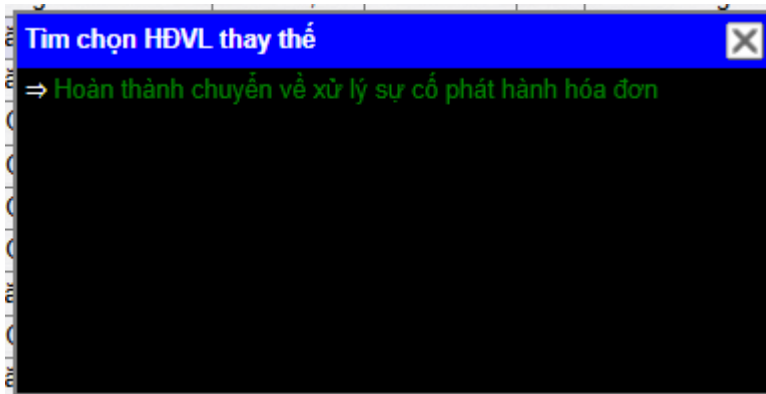 Tìm chọn HĐVL thay thế
⇒ Hoàn thành chuyển về xử lý sự cố phát hành hóa đơn